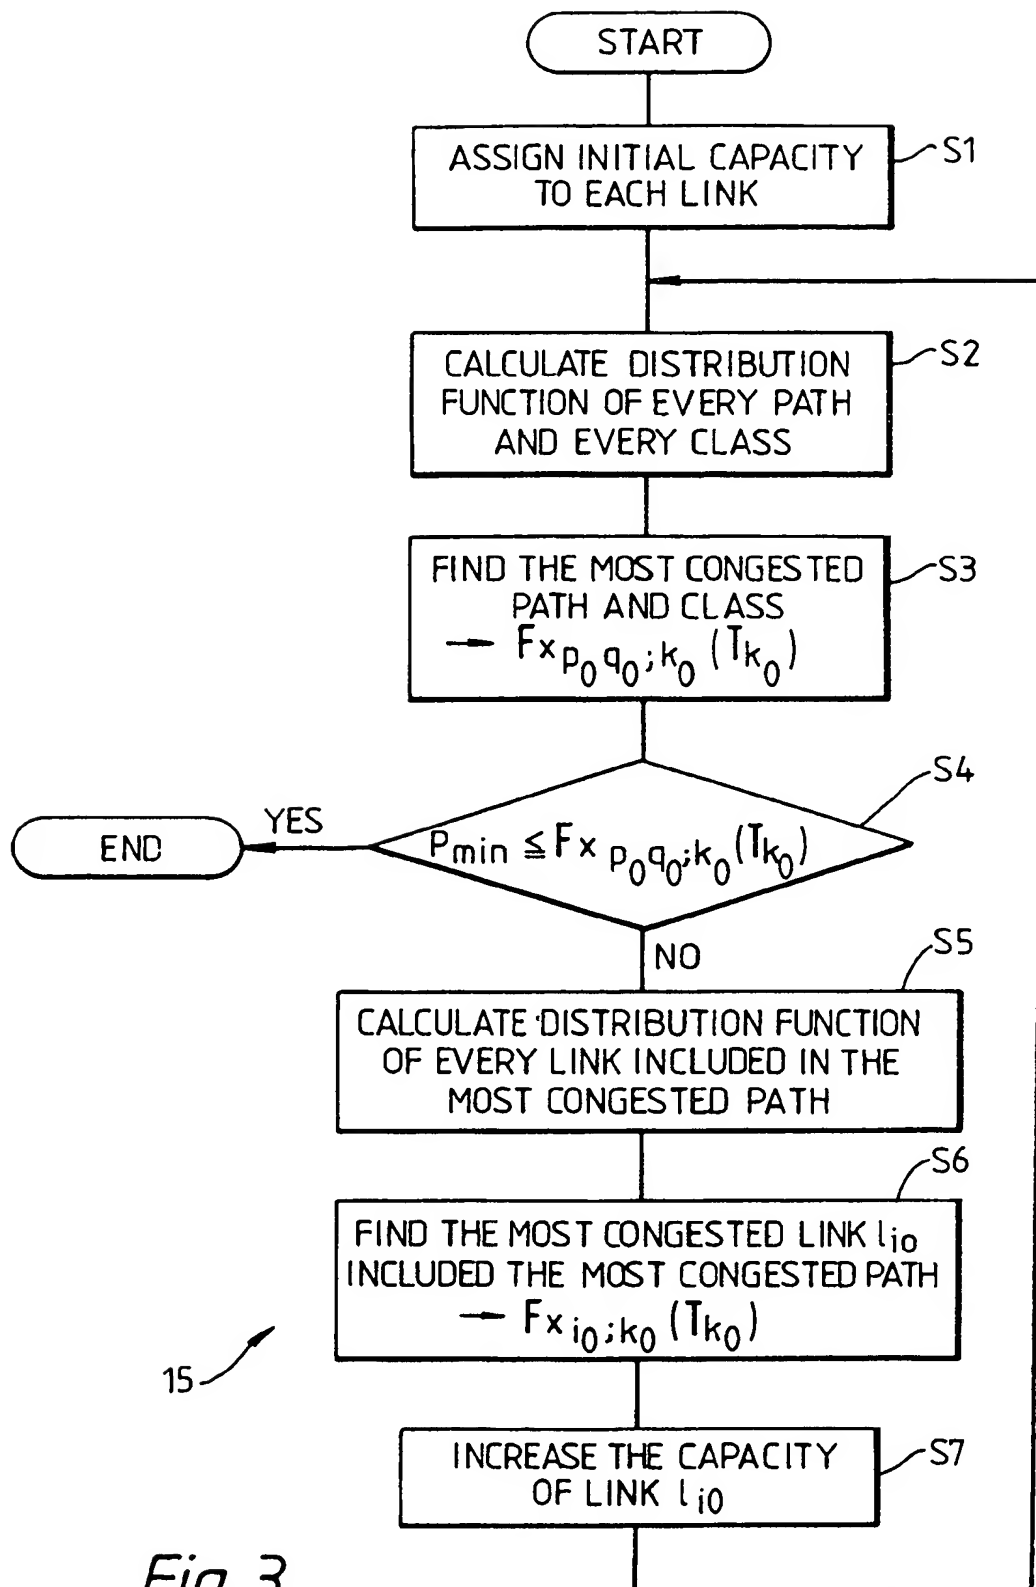 START
ASSIGN INITIAL CAPACITY
TO EACH LINK
S1
CALCULATE DISTRIBUTION
FUNCTION OF EVERY PATH
AND EVERY CLASS
S2
FIND THE MOST CONGESTED
PATH AND CLASS
→ Fx p₀q₀;k₀ (Tk₀)
S3
S4
YES
END
Pmin ≦ Fx p₀q₀;k₀ (Tk₀)
NO
S5
CALCULATE DISTRIBUTION FUNCTION
OF EVERY LINK INCLUDED IN THE
MOST CONGESTED PATH
S6
FIND THE MOST CONGESTED LINK li0
INCLUDED THE MOST CONGESTED PATH
→ Fx i₀;k₀ (Tk₀)
15
INCREASE THE CAPACITY
OF LINK li0
S7
Fig. 3